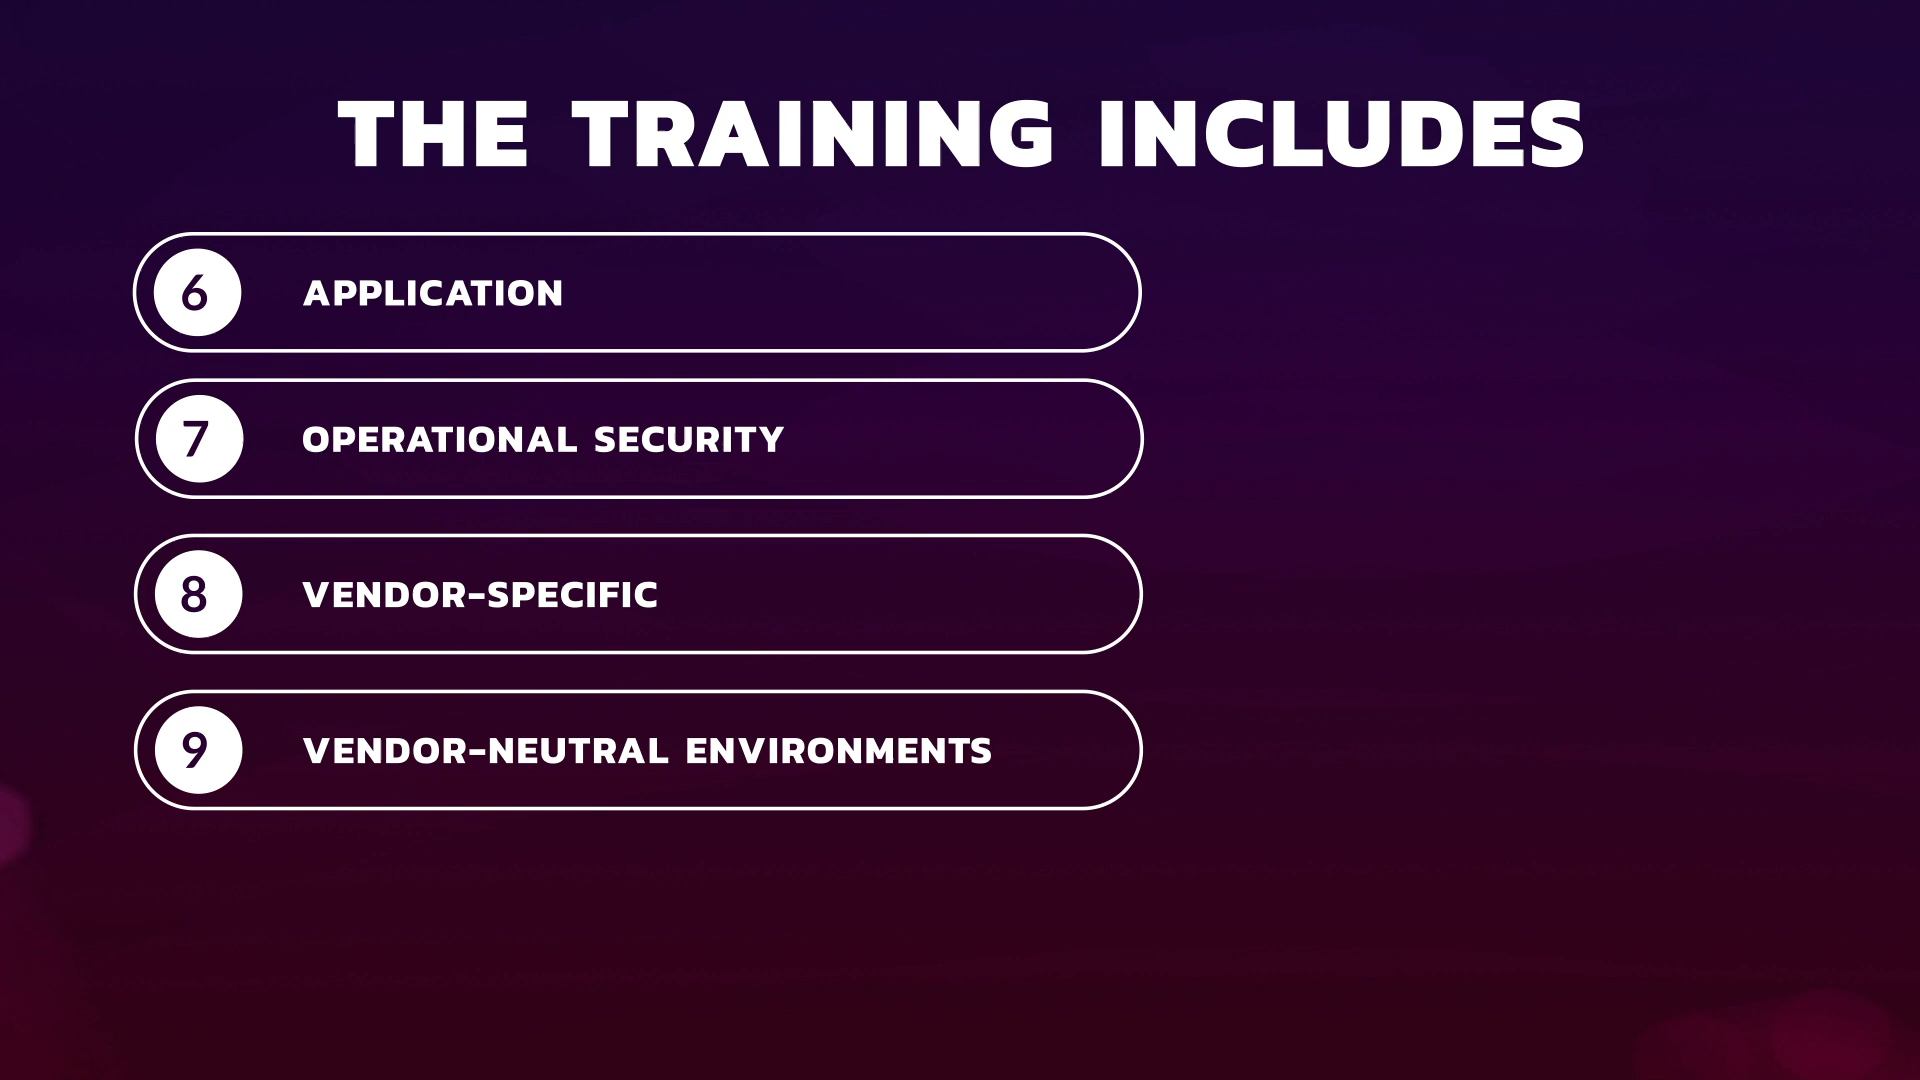 THE TRAINING INCLUDES
6 APPLICATION
7 OPERATIONAL SECURITY
8 VENDOR-SPECIFIC
9 VENDOR-NEUTRAL ENVIRONMENTS